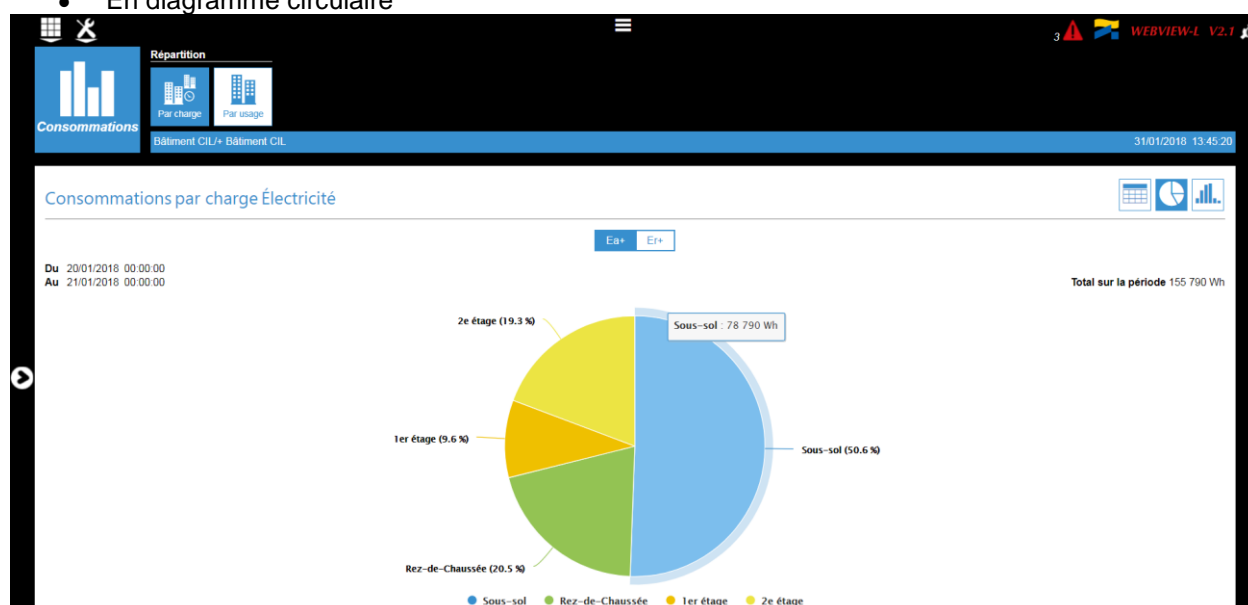 ● En diagramme circulaire
3 WEBVIEW-L V2.1
Répartition
Par charge Par usage
Consommations
Bâtiment CIL/+ Bâtiment CIL 31/01/2018 13:45:20
Consommations par charge Électricité
Ea+ Er+
Du 20/01/2018 00:00:00
Au 21/01/2018 00:00:00 Total sur la période 155 790 Wh
2e étage (19.3 %)
Sous-sol : 78 790 Wh
1er étage (9.6 %)
Sous-sol (50.6 %)
Rez-de-Chaussée (20.5 %)
Sous-sol Rez-de-Chaussée 1er étage 2e étage